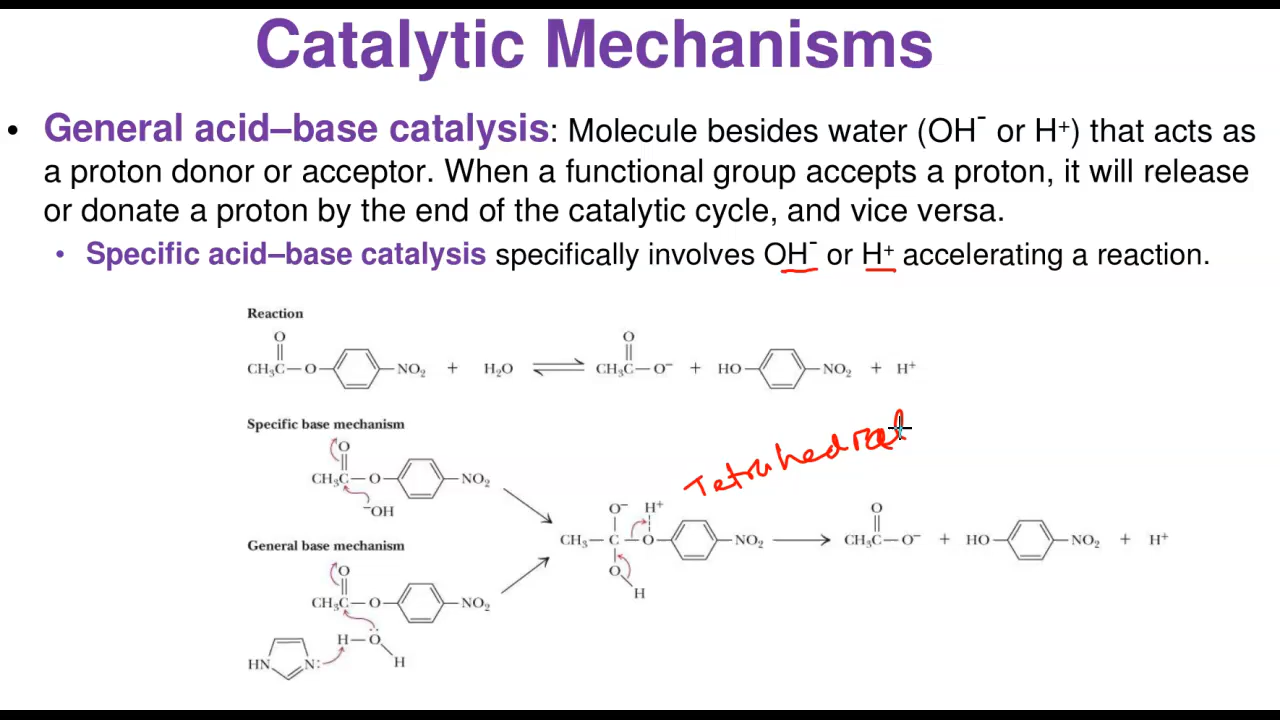 Catalytic Mechanisms
• General acid–base catalysis: Molecule besides water (OH⁻ or H⁺) that acts as
a proton donor or acceptor. When a functional group accepts a proton, it will release
or donate a proton by the end of the catalytic cycle, and vice versa.
• Specific acid–base catalysis specifically involves OH⁻ or H⁺ accelerating a reaction.
Reaction
O O
CH₃C—O— —NO₂ + H₂O ⇌ CH₃C—O⁻ + HO— —NO₂ + H⁺
Specific base mechanism
Tetrahedral
O
CH₃C—O— —NO₂
⁻OH
O⁻ H⁺ O
CH₃—C—O— —NO₂ → CH₃C—O⁻ + HO— —NO₂ + H⁺
O
H
General base mechanism
O
CH₃C—O— —NO₂
H—Ö
H
HN N: